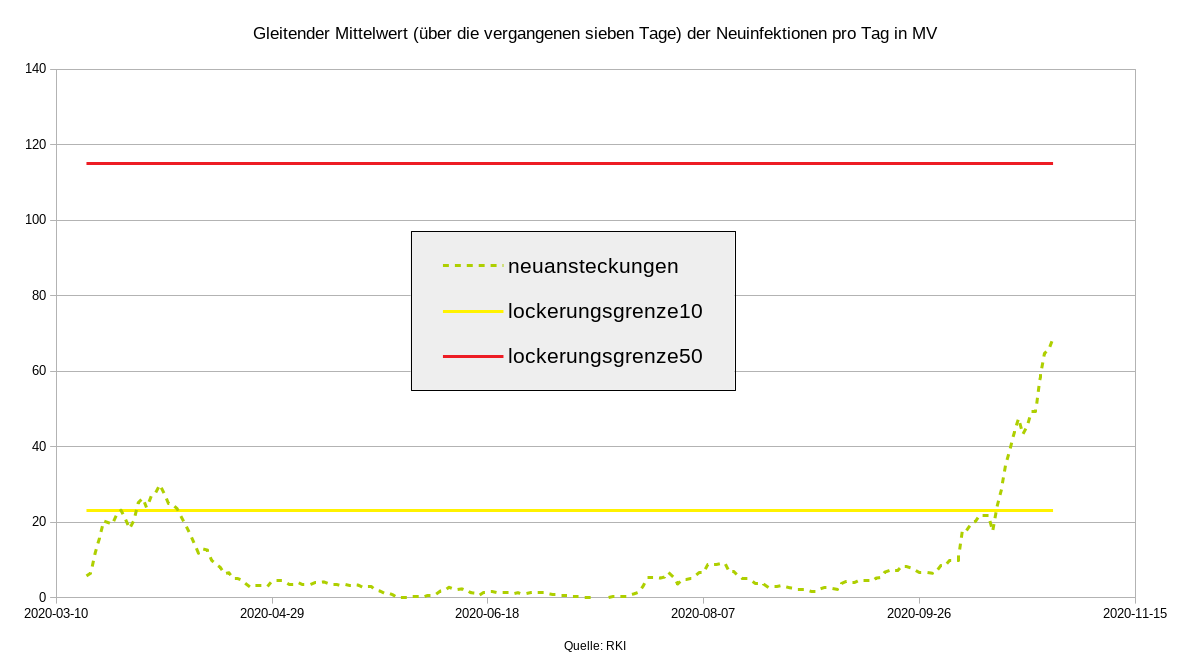 Gleitender Mittelwert (über die vergangenen sieben Tage) der Neuinfektionen pro Tag in MV
140
120
100
80
60
40
20
0
neuansteckungen
lockerungsgrenze10
lockerungsgrenze50
2020-03-10 2020-04-29 2020-06-18 2020-08-07 2020-09-26 2020-11-15
Quelle: RKI